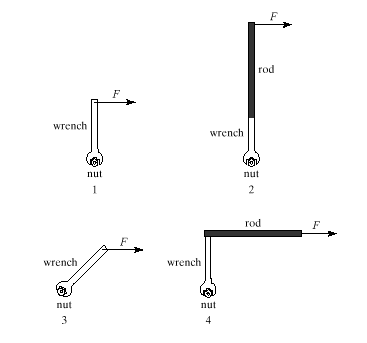 F
wrench
nut
1
F
rod
wrench
nut
2
F
wrench
nut
3
rod
F
wrench
nut
4